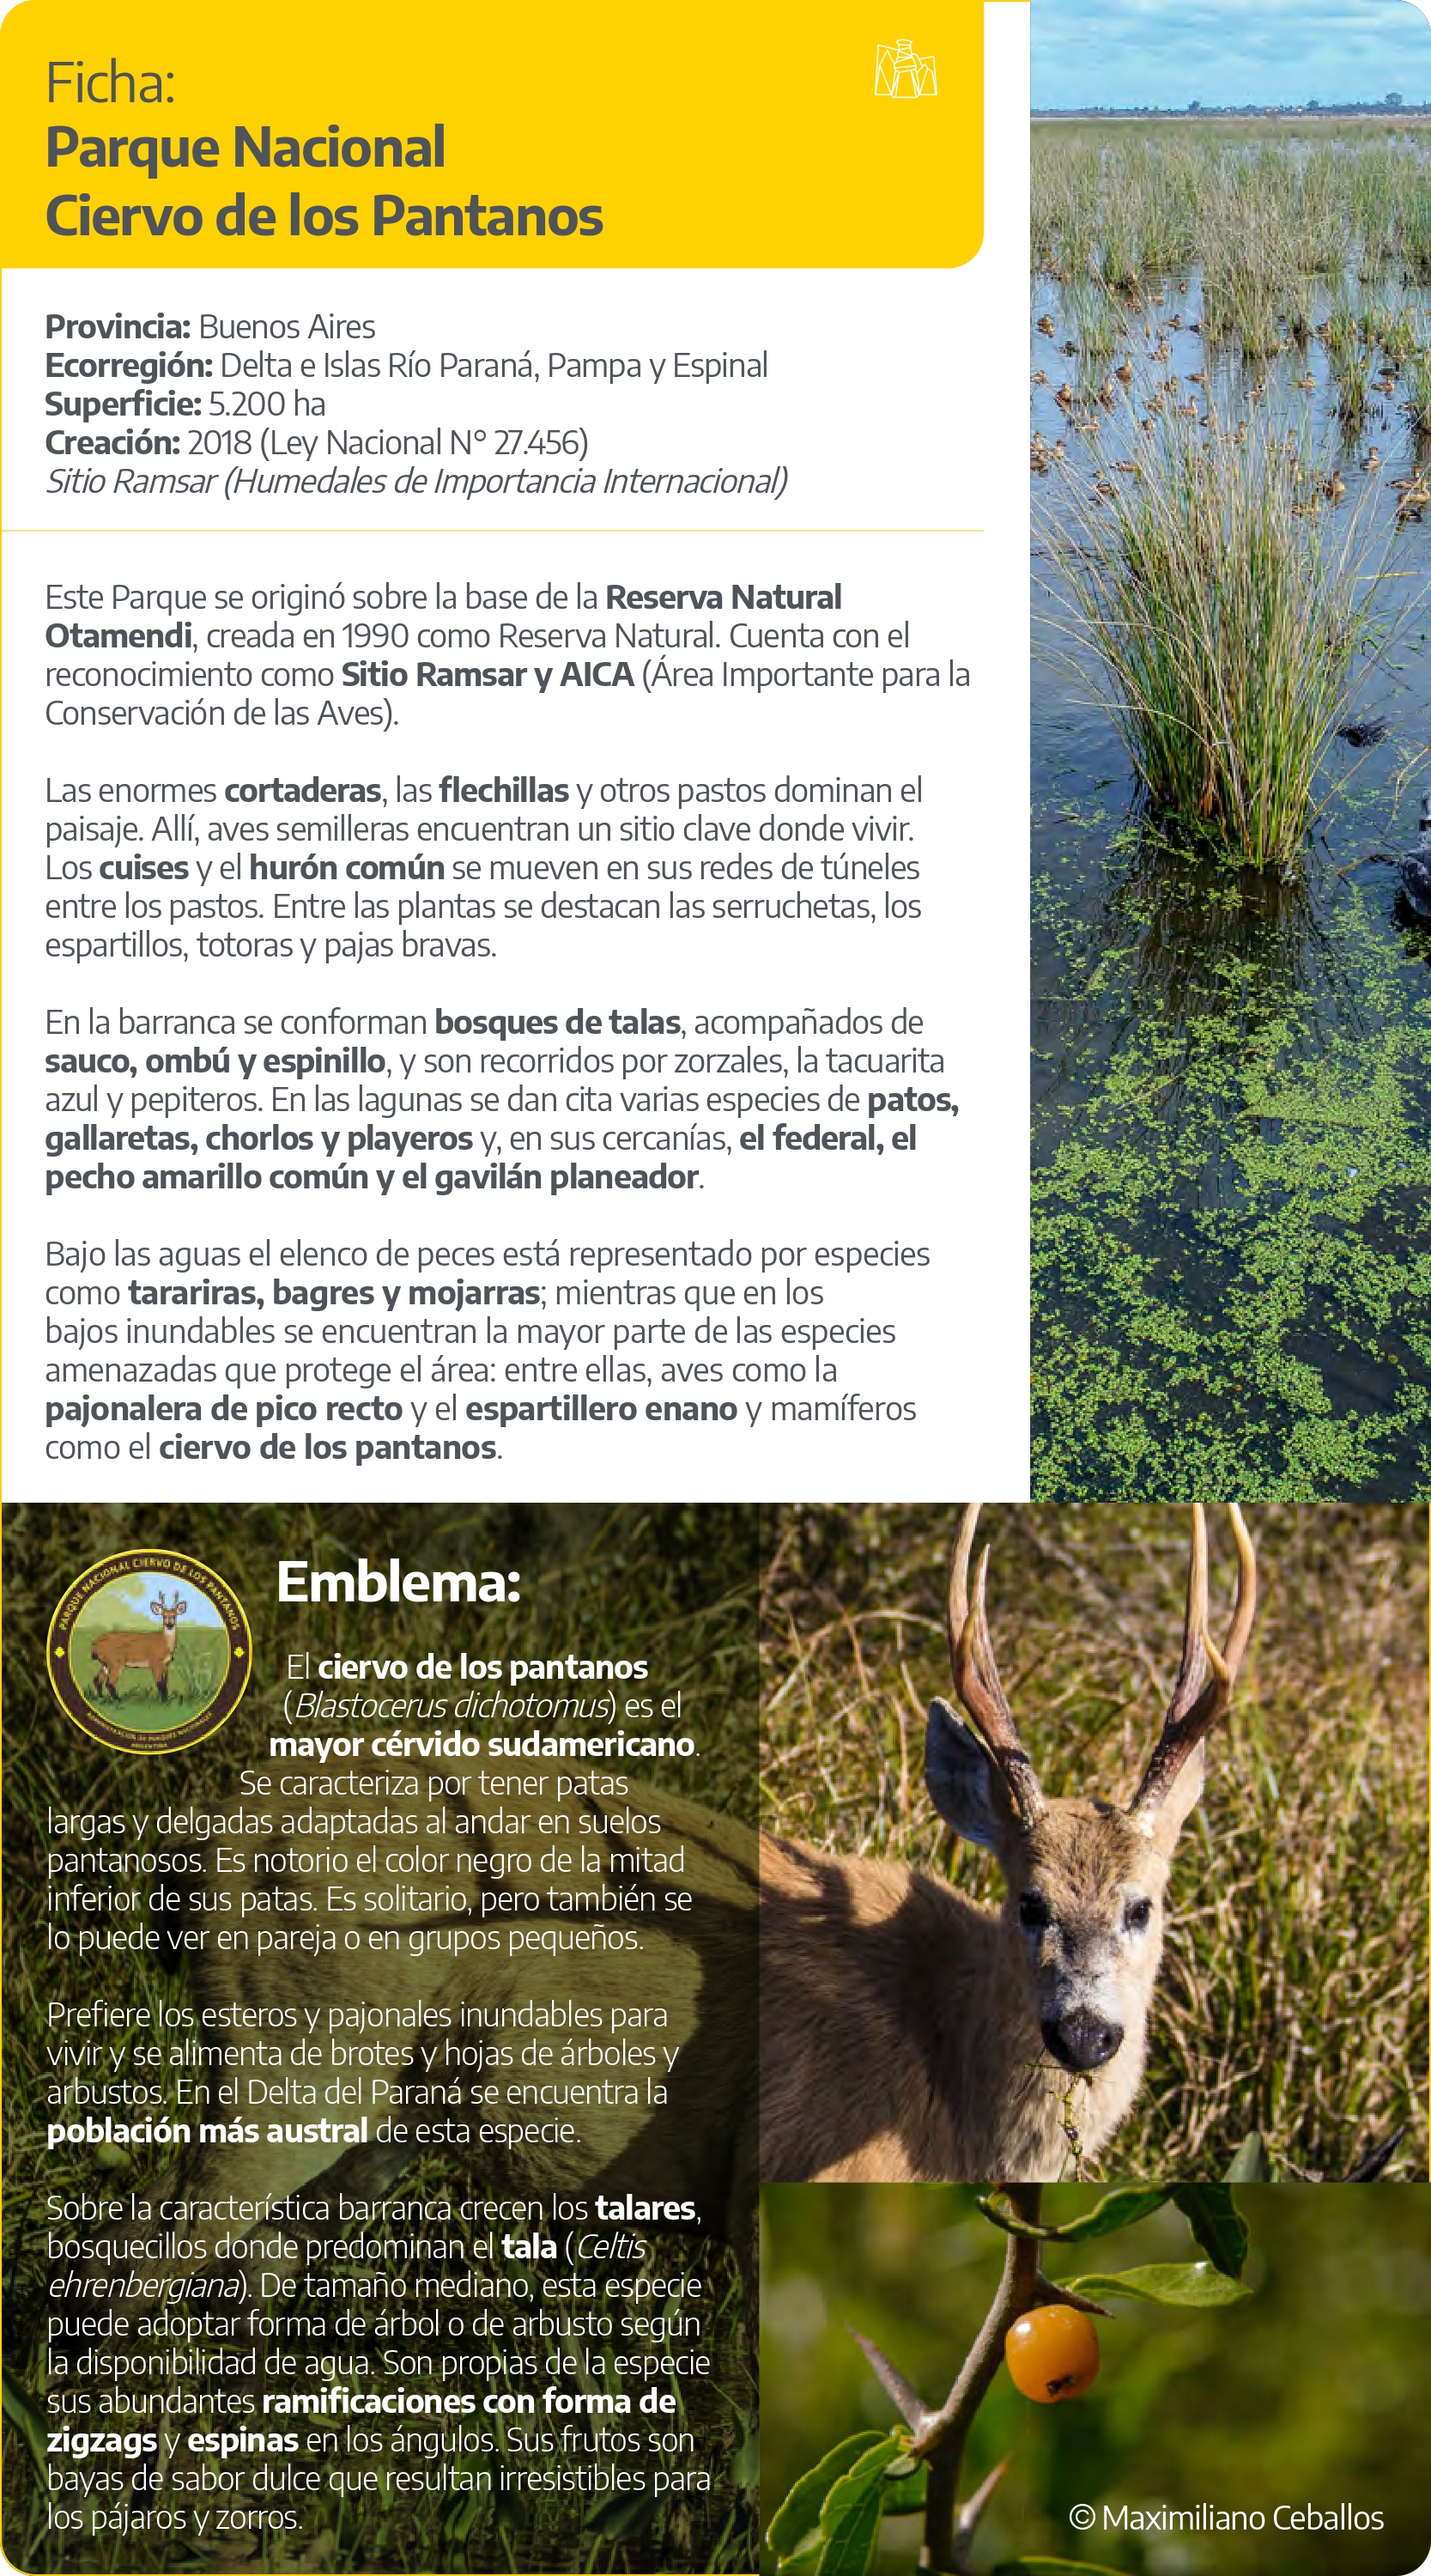 Ficha:
Parque Nacional
Ciervo de los Pantanos
Provincia: Buenos Aires
Ecorregión: Delta e Islas Río Paraná, Pampa y Espinal
Superficie: 5.200 ha
Creación: 2018 (Ley Nacional N° 27.456)
Sitio Ramsar (Humedales de Importancia Internacional)
Este Parque se originó sobre la base de la Reserva Natural
Otamendi, creada en 1990 como Reserva Natural. Cuenta con el
reconocimiento como Sitio Ramsar y AICA (Área Importante para la
Conservación de las Aves).
Las enormes cortaderas, las flechillas y otros pastos dominan el
paisaje. Allí, aves semilleras encuentran un sitio clave donde vivir.
Los cuises y el hurón común se mueven en sus redes de túneles
entre los pastos. Entre las plantas se destacan las serruchetas, los
espartillos, totoras y pajas bravas.
En la barranca se conforman bosques de talas, acompañados de
sauco, ombú y espinillo, y son recorridos por zorzales, la tacuarita
azul y pepiteros. En las lagunas se dan cita varias especies de patos,
gallaretas, chorlos y playeros y, en sus cercanías, el federal, el
pecho amarillo común y el gavilán planeador.
Bajo las aguas el elenco de peces está representado por especies
como tarariras, bagres y mojarras; mientras que en los
bajos inundables se encuentran la mayor parte de las especies
amenazadas que protege el área: entre ellas, aves como la
pajonalera de pico recto y el espartillero enano y mamíferos
como el ciervo de los pantanos.
PARQUE NACIONAL CIERVO DE LOS PANTANOS
ADMINISTRACIÓN DE PARQUES NACIONALES
ARGENTINA
Emblema:
El ciervo de los pantanos
(Blastocerus dichotomus) es el
mayor cérvido sudamericano.
Se caracteriza por tener patas
largas y delgadas adaptadas al andar en suelos
pantanosos. Es notorio el color negro de la mitad
inferior de sus patas. Es solitario, pero también se
lo puede ver en pareja o en grupos pequeños.
Prefiere los esteros y pajonales inundables para
vivir y se alimenta de brotes y hojas de árboles y
arbustos. En el Delta del Paraná se encuentra la
población más austral de esta especie.
Sobre la característica barranca crecen los talares,
bosquecillos donde predominan el tala (Celtis
ehrenbergiana). De tamaño mediano, esta especie
puede adoptar forma de árbol o de arbusto según
la disponibilidad de agua. Son propias de la especie
sus abundantes ramificaciones con forma de
zigzags y espinas en los ángulos. Sus frutos son
bayas de sabor dulce que resultan irresistibles para
los pájaros y zorros.
© Maximiliano Ceballos